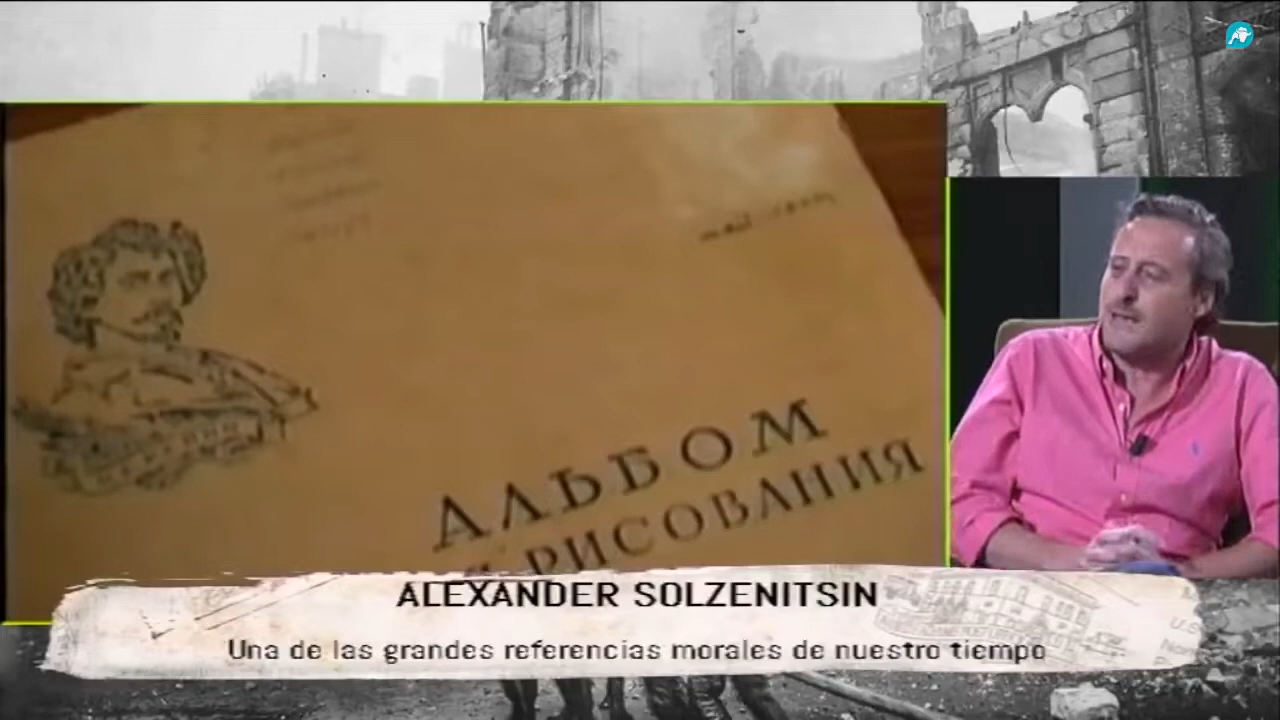 АЛЬБОМ
РИСОВАНИЯ
ALEXANDER SOLZENITSIN
Una de las grandes referencias morales de nuestro tiempo